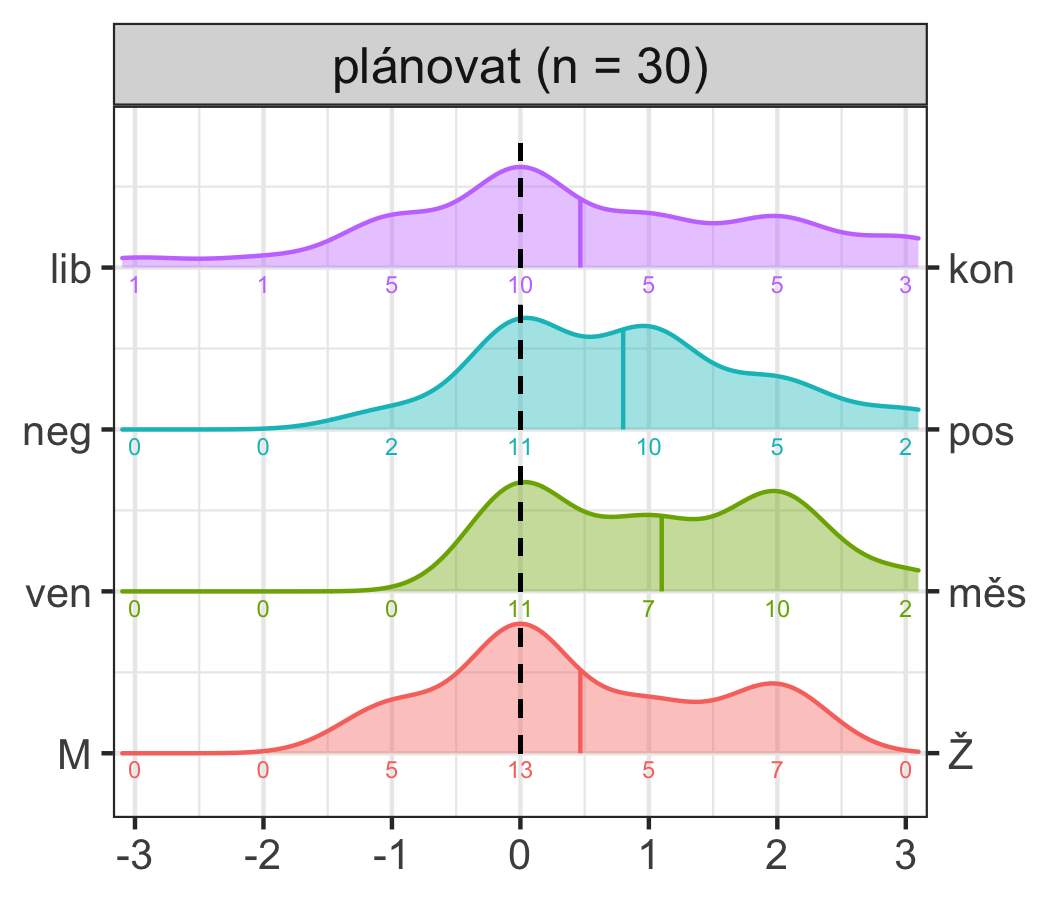 plánovat (n = 30)
lib kon
1 1 5 10 5 5 3
neg pos
0 0 2 11 10 5 2
ven měs
0 0 0 11 7 10 2
M Ž
0 0 5 13 5 7 0
-3 -2 -1 0 1 2 3